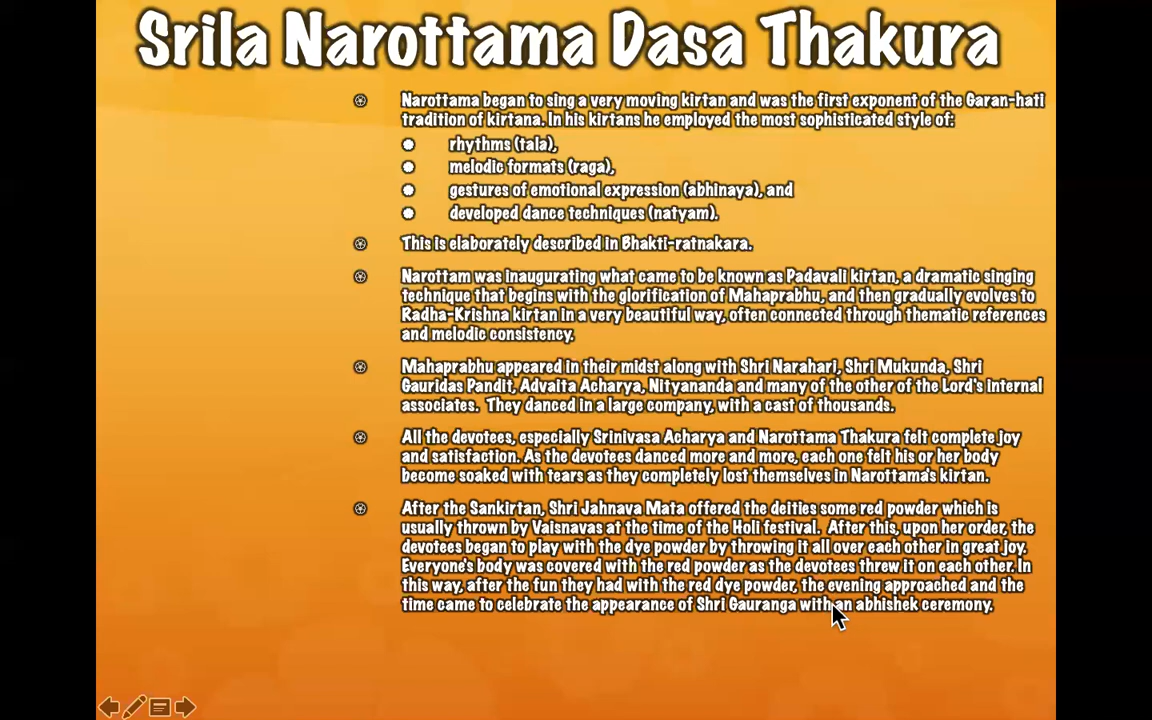 Srila Narottama Dasa Thakura
Narottama began to sing a very moving kirtan and was the first exponent of the Garan-hati
tradition of kirtana. In his kirtans he employed the most sophisticated style of:
rhythms (tala),
melodic formats (raga),
gestures of emotional expression (abhinaya), and
developed dance techniques (natyam).
This is elaborately described in Bhakti-ratnakara.
Narottam was inaugurating what came to be known as Padavali kirtan, a dramatic singing
technique that begins with the glorification of Mahaprabhu, and then gradually evolves to
Radha-Krishna kirtan in a very beautiful way, often connected through thematic references
and melodic consistency.
Mahaprabhu appeared in their midst along with Shri Narahari, Shri Mukunda, Shri
Gauridas Pandit, Advaita Acharya, Nityananda and many of the other of the Lord's internal
associates. They danced in a large company, with a cast of thousands.
All the devotees, especially Srinivasa Acharya and Narottama Thakura felt complete joy
and satisfaction. As the devotees danced more and more, each one felt his or her body
become soaked with tears as they completely lost themselves in Narottama's kirtan.
After the Sankirtan, Shri Jahnava Mata offered the deities some red powder which is
usually thrown by Vaisnavas at the time of the Holi festival. After this, upon her order, the
devotees began to play with the dye powder by throwing it all over each other in great joy.
Everyone's body was covered with the red powder as the devotees threw it on each other. In
this way, after the fun they had with the red dye powder, the evening approached and the
time came to celebrate the appearance of Shri Gauranga with an abhishek ceremony.